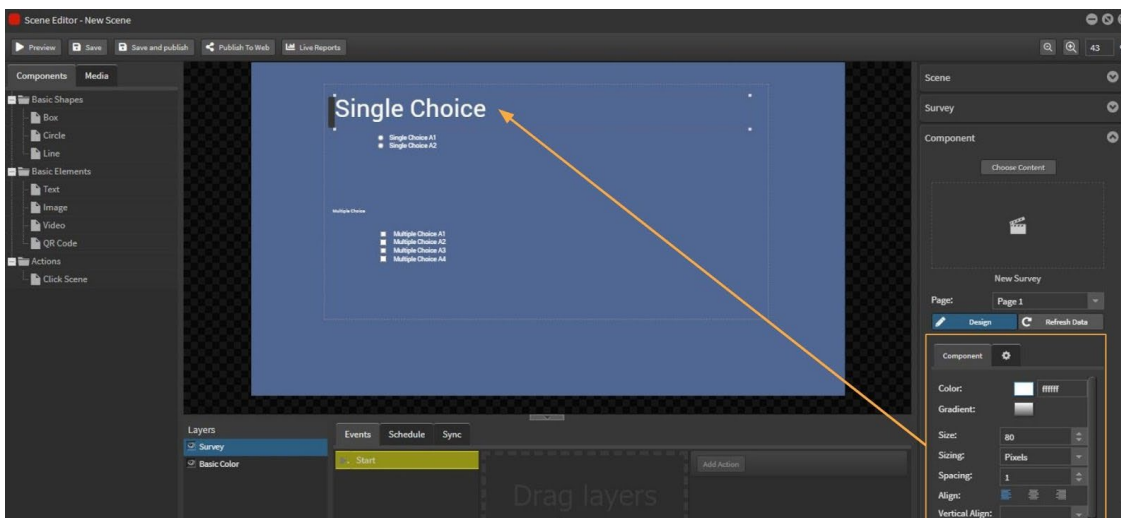 Scene Editor - New Scene
Preview Save Save and publish Publish To Web Live Reports 43
Components Media
Basic Shapes
Box
Circle
Line
Basic Elements
Text
Image
Video
QR Code
Actions
Click Scene
Single Choice
Single Choice A1
Single Choice A2
Multiple Choice
Multiple Choice A1
Multiple Choice A2
Multiple Choice A3
Multiple Choice A4
Layers
Survey
Basic Color
Events Schedule Sync
Start
Drag layers
Add Action
Scene
Survey
Component
Choose Content
New Survey
Page: Page 1
Design Refresh Data
Component
Color: ffffff
Gradient:
Size: 80
Sizing: Pixels
Spacing: 1
Align:
Vertical Align: